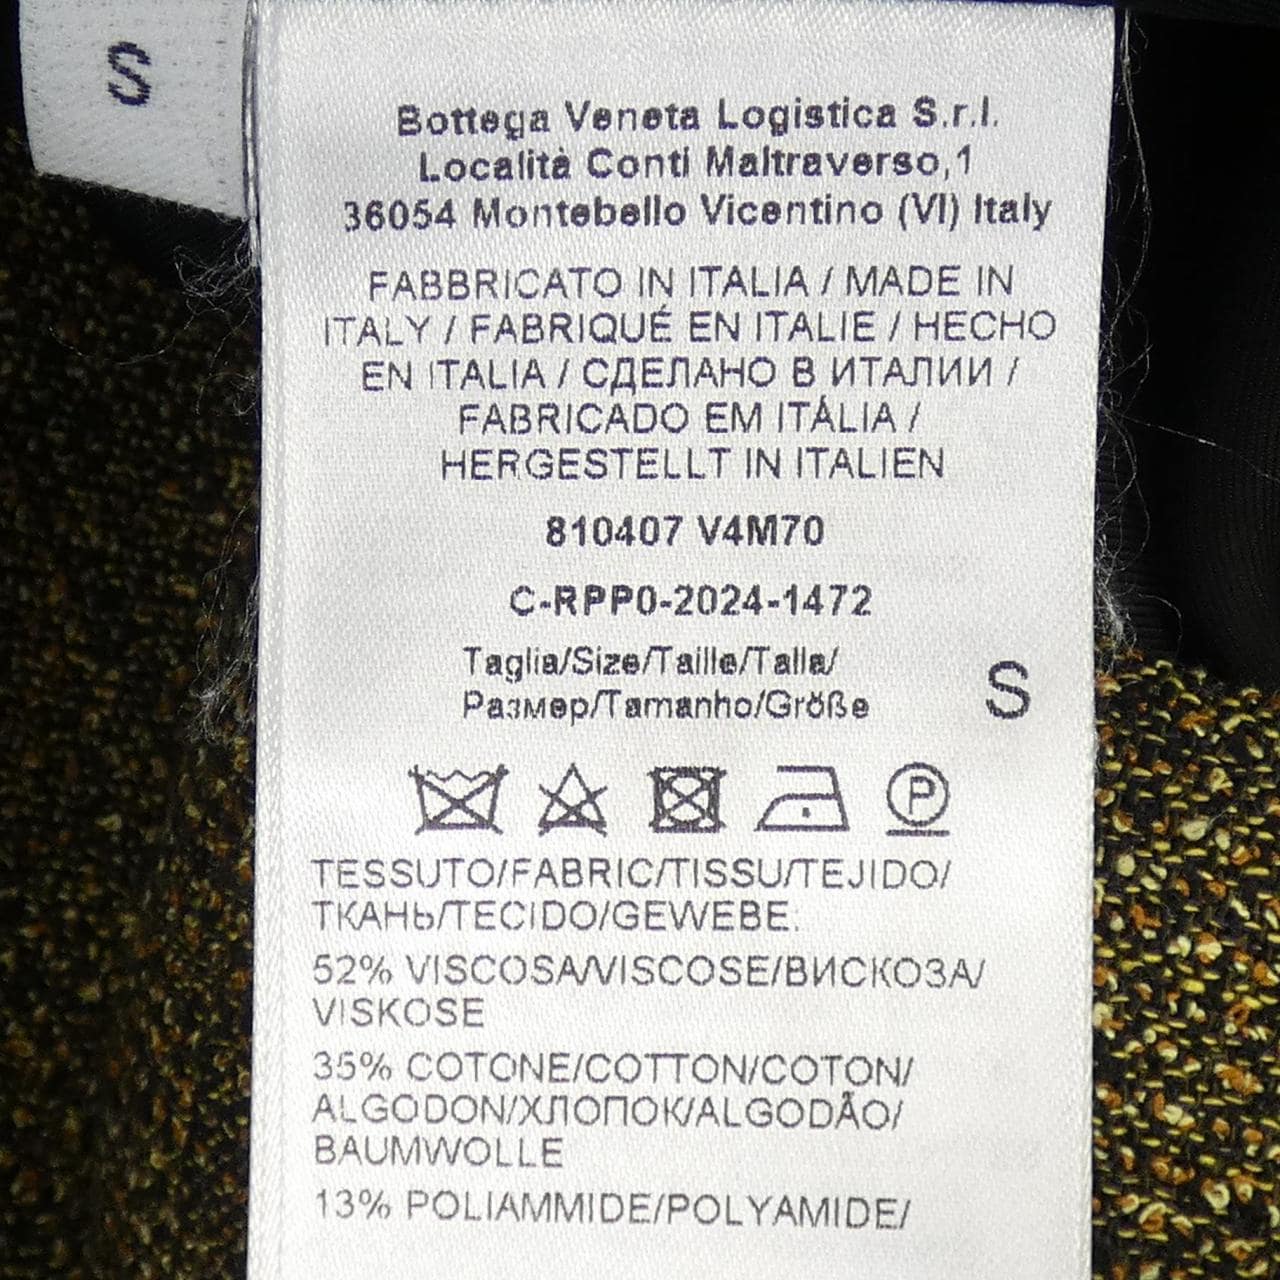 S
Bottega Veneta Logistica S.r.l.
Località Conti Maltraverso,1
36054 Montebello Vicentino (VI) Italy
FABBRICATO IN ITALIA / MADE IN
ITALY / FABRIQUÉ EN ITALIE / HECHO
EN ITALIA / СДЕЛАНО В ИТАЛИИ /
FABRICADO EM ITÁLIA /
HERGESTELLT IN ITALIEN
810407 V4M70
C-RPP0-2024-1472
Taglia/Size/Taille/Talla/
Размер/Tamanho/Größe
S
P
TESSUTO/FABRIC/TISSU/TEJIDO/
ТКАНЬ/TECIDO/GEWEBE:
52% VISCOSA/VISCOSE/ВИСКОЗА/
VISKOSE
35% COTONE/COTTON/COTON/
ALGODON/ХЛОПОК/ALGODÃO/
BAUMWOLLE
13% POLIAMMIDE/POLYAMIDE/